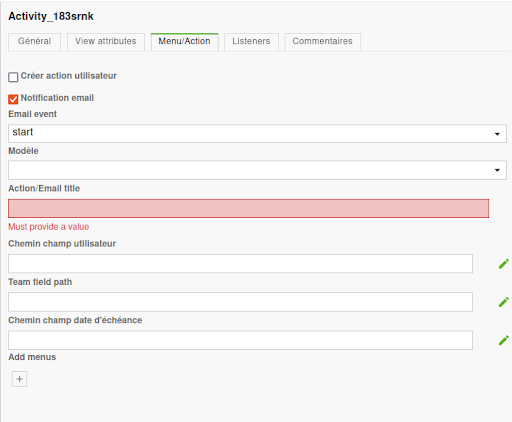 Activity_183srnk
Général View attributes Menu/Action Listeners Commentaires
Créer action utilisateur
Notification email
Email event
start
Modèle
Action/Email title
Must provide a value
Chemin champ utilisateur
Team field path
Chemin champ date d'échéance
Add menus
+